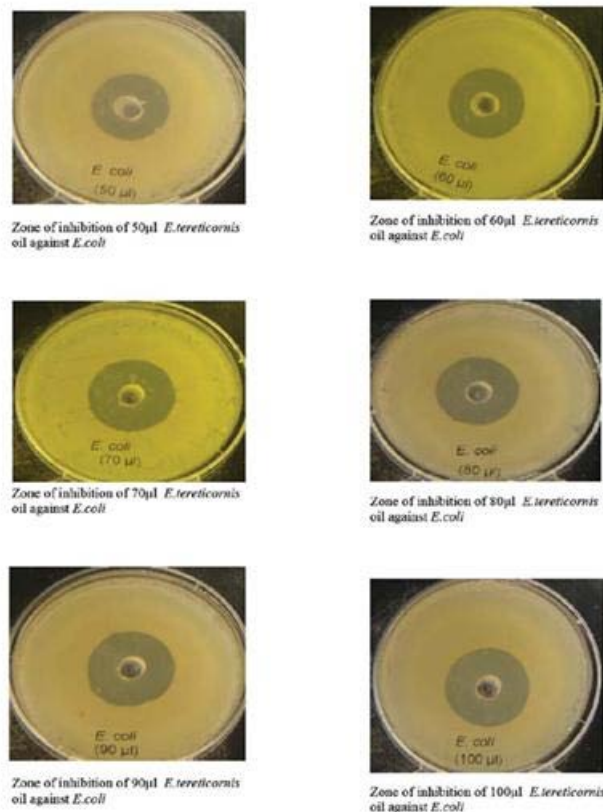 E. coli
(50 µl)
Zone of inhibition of 50µl E.tereticornis
oil against E.coli
E. coli
(60 µl)
Zone of inhibition of 60µl E.tereticornis
oil against E.coli
E. coli
(70 µl)
Zone of inhibition of 70µl E.tereticornis
oil against E.coli
E. coli
(80 µl)
Zone of inhibition of 80µl E.tereticornis
oil against E.coli
E. coli
(90 µl)
Zone of inhibition of 90µl E.tereticornis
oil against E.coli
E. coli
(100 µl)
Zone of inhibition of 100µl E.tereticornis
oil against E.coli